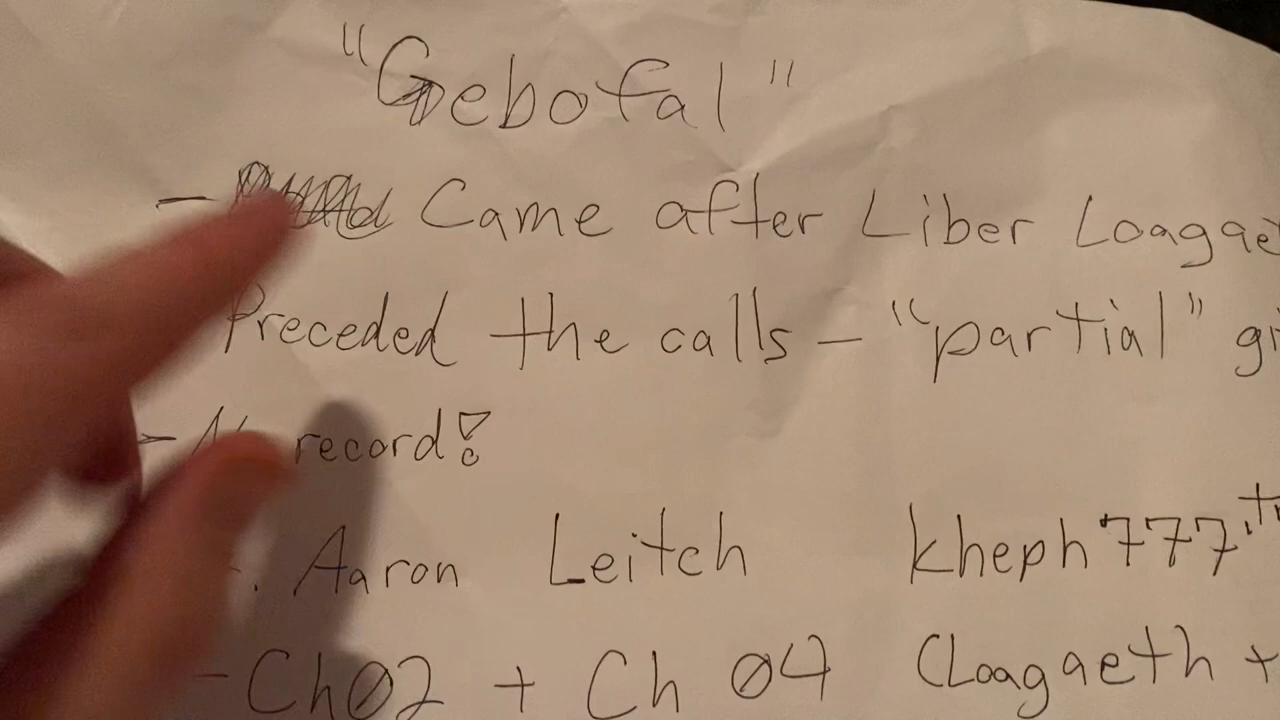 "Gebofal"
- Came after Liber Loagae
Preceded the calls - "partial" gi
- record!
Aaron Leitch Kheph777
- Ch02 + Ch 04 (Loagaeth +